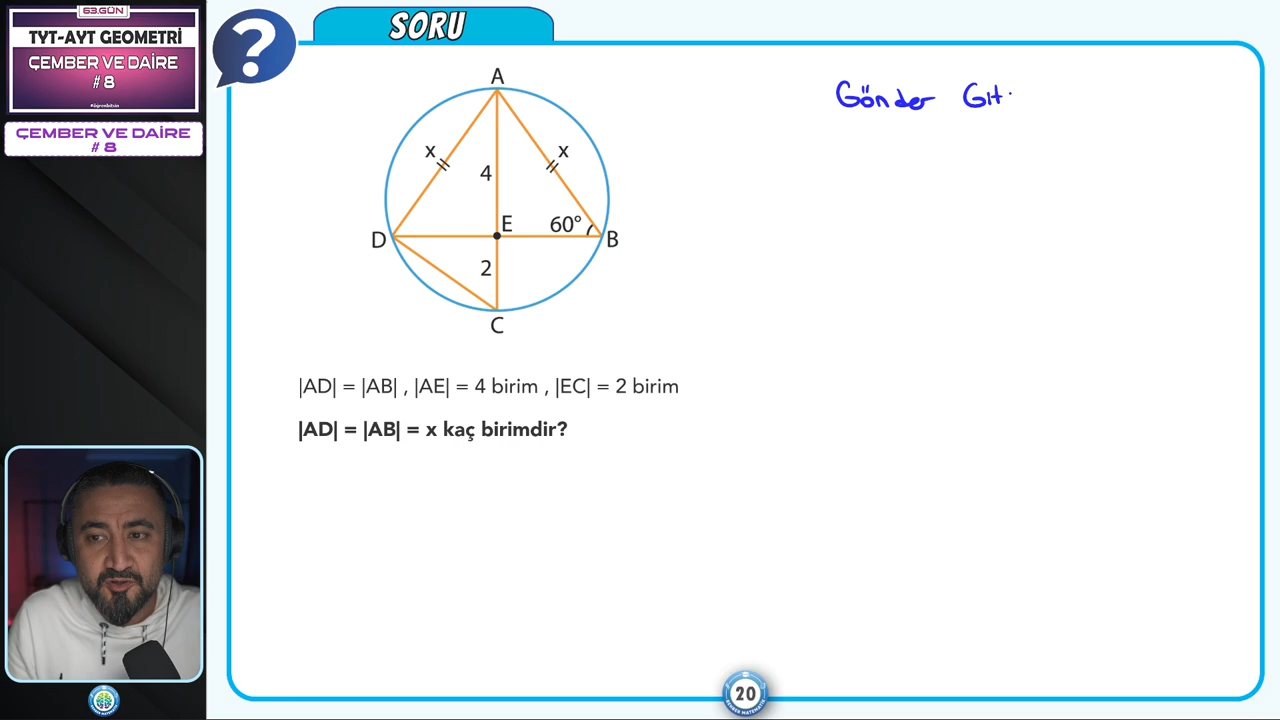 63.GÜN
TYT-AYT GEOMETRİ
ÇEMBER VE DAİRE
# 8
#öğrenbitsin
ÇEMBER VE DAİRE
# 8
?
SORU
Gönder Git.
A
x
x
4
E
60°
D
B
2
C
|AD| = |AB| , |AE| = 4 birim , |EC| = 2 birim
|AD| = |AB| = x kaç birimdir?
20